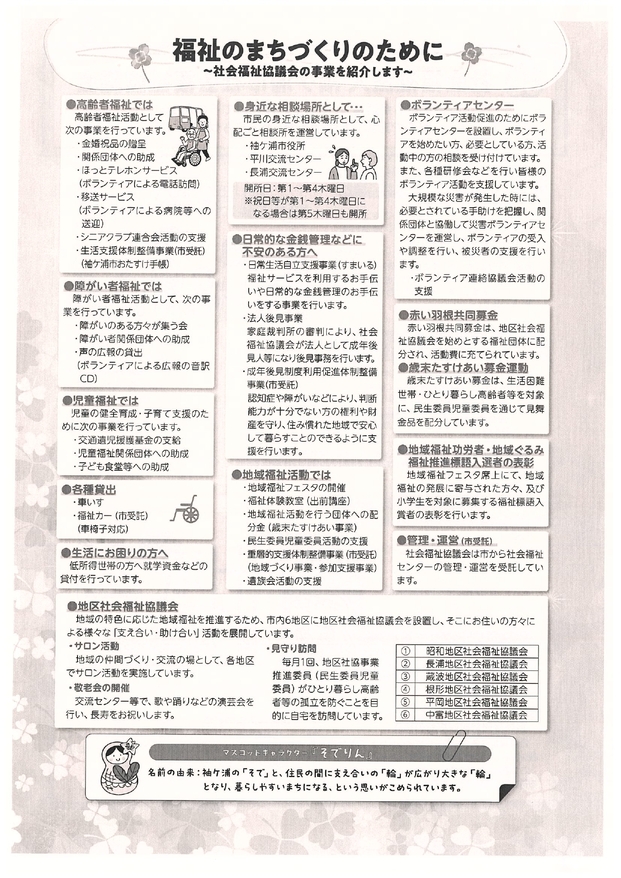 福祉のまちづくりのために
～社会福祉協議会の事業を紹介します～
●高齢者福祉では
高齢者福祉活動として
次の事業を行っています。
・金婚祝品の贈呈
・関係団体への助成
・ほっとテレホンサービス
（ボランティアによる電話訪問）
・移送サービス
（ボランティアによる病院等への
送迎）
・シニアクラブ連合会活動の支援
・生活支援体制整備事業（市受託）
（袖ケ浦市おたすけ手帳）
●障がい者福祉では
障がい者福祉活動として、次の事
業を行っています。
・障がいのある方々が集う会
・障がい者関係団体への助成
・声の広報の貸出
（ボランティアによる広報の音訳
CD）
●児童福祉では
児童の健全育成・子育て支援のた
めに次の事業を行っています。
・交通遺児援護基金の支給
・児童福祉関係団体への助成
・子ども食堂等への助成
●各種貸出
・車いす
・福祉カー（市受託）
（車椅子対応）
●生活にお困りの方へ
低所得世帯の方へ就学資金などの
貸付を行っています。
●身近な相談場所として･･･
市民の身近な相談場所として、心
配ごと相談所を運営しています。
・袖ケ浦市役所
・平川交流センター
・長浦交流センター
開所日：第1～第4木曜日
※祝日等が第1～第4木曜日に
なる場合は第5木曜日も開所
●日常的な金銭管理などに
不安のある方へ
・日常生活自立支援事業（すまいる）
福祉サービスを利用するお手伝
いや日常的な金銭管理のお手伝
いをする事業を行います。
・法人後見事業
家庭裁判所の審判により、社会
福祉協議会が法人として成年後
見人等になり後見事務を行います。
・成年後見制度利用促進体制整備
事業（市受託）
認知症や障がいなどにより、判断
能力が十分でない方の権利や財
産を守り、住み慣れた地域で安心
して暮らすことのできるように支
援を行います。
●地域福祉活動では
・地域福祉フェスタの開催
・福祉体験教室（出前講座）
・地域福祉活動を行う団体への配
分金（歳末たすけあい事業）
・民生委員児童委員活動の支援
・重層的支援体制整備事業（市受託）
（地域づくり事業・参加支援事業）
・遺族会活動の支援
●ボランティアセンター
ボランティア活動促進のためにボラ
ンティアセンターを設置し、ボランティ
アを始めたい方、必要としている方、活
動中の方の相談を受け付けています。
また、各種研修会などを行い皆様の
ボランティア活動を支援しています。
大規模な災害が発生した時には、
必要とされている手助けを把握し、関
係団体と協働して災害ボランティアセ
ンターを運営し、ボランティアの受入
や調整を行い、被災者の支援を行い
ます。
・ボランティア連絡協議会活動の
支援
●赤い羽根共同募金
赤い羽根共同募金は、地区社会福
祉協議会を始めとする福祉団体に配
分され、活動費に充てられています。
●歳末たすけあい募金運動
歳末たすけあい募金は、生活困難
世帯・ひとり暮らし高齢者等を対象
に、民生委員児童委員を通じて見舞
金品を配分しています。
●地域福祉功労者・地域ぐるみ
福祉推進標語入選者の表彰
地域福祉フェスタ席上にて、地域
福祉の発展に寄与された方々、及び
小学生を対象に募集する福祉標語入
賞者の表彰を行います。
●管理・運営（市受託）
社会福祉協議会は市から社会福祉
センターの管理・運営を受託してい
ます。
●地区社会福祉協議会
地域の特色に応じた地域福祉を推進するため、市内6地区に地区社会福祉協議会を設置し、そこにお住いの方々に
よる様々な『支え合い・助け合い』活動を展開しています。
・サロン活動
地域の仲間づくり・交流の場として、各地区
でサロン活動を実施しています。
・敬老会の開催
交流センター等で、歌や踊りなどの演芸会を
行い、長寿をお祝いします。
・見守り訪問
毎月1回、地区社協事業
推進委員（民生委員児童
委員）がひとり暮らし高齢
者等の孤立を防ぐことを目
的に自宅を訪問しています。
① 昭和地区社会福祉協議会
② 長浦地区社会福祉協議会
③ 蔵波地区社会福祉協議会
④ 根形地区社会福祉協議会
⑤ 平岡地区社会福祉協議会
⑥ 中富地区社会福祉協議会
マスコットキャラクター『そでりん』
名前の由来：袖ケ浦の「そで」と、住民の間に支え合いの「輪」が広がり大きな「輪」
となり、暮らしやすいまちになる、という思いがこめられています。